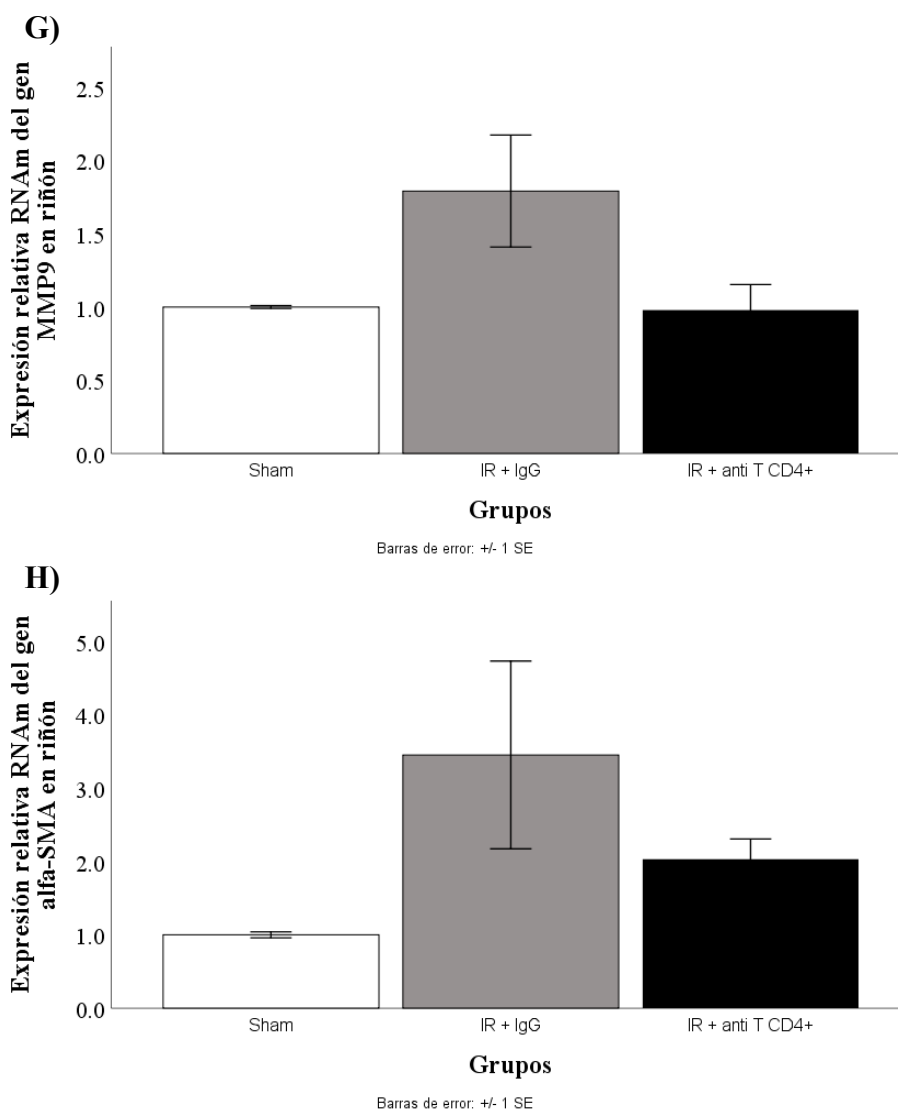 G)
Expresión relativa RNAm del gen
MMP9 en riñón
2.5
2.0
1.5
1.0
0.5
0.0
Sham
IR + IgG
IR + anti T CD4+
Grupos
Barras de error: +/- 1 SE
H)
Expresión relativa RNAm del gen
alfa-SMA en riñón
5.0
4.0
3.0
2.0
1.0
0.0
Sham
IR + IgG
IR + anti T CD4+
Grupos
Barras de error: +/- 1 SE